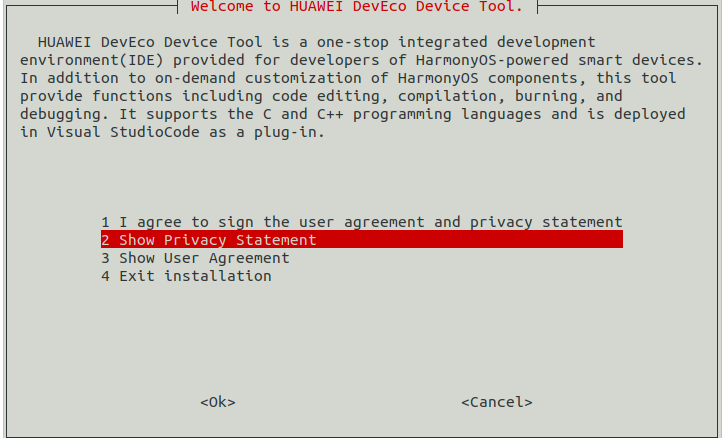 Welcome to HUAWEI DevEco Device Tool.
HUAWEI DevEco Device Tool is a one-stop integrated development
environment(IDE) provided for developers of HarmonyOS-powered smart devices.
In addition to on-demand customization of HarmonyOS components, this tool
provide functions including code editing, compilation, burning, and
debugging. It supports the C and C++ programming languages and is deployed
in Visual StudioCode as a plug-in.
1 I agree to sign the user agreement and privacy statement
2 Show Privacy Statement
3 Show User Agreement
4 Exit installation
<Ok> <Cancel>